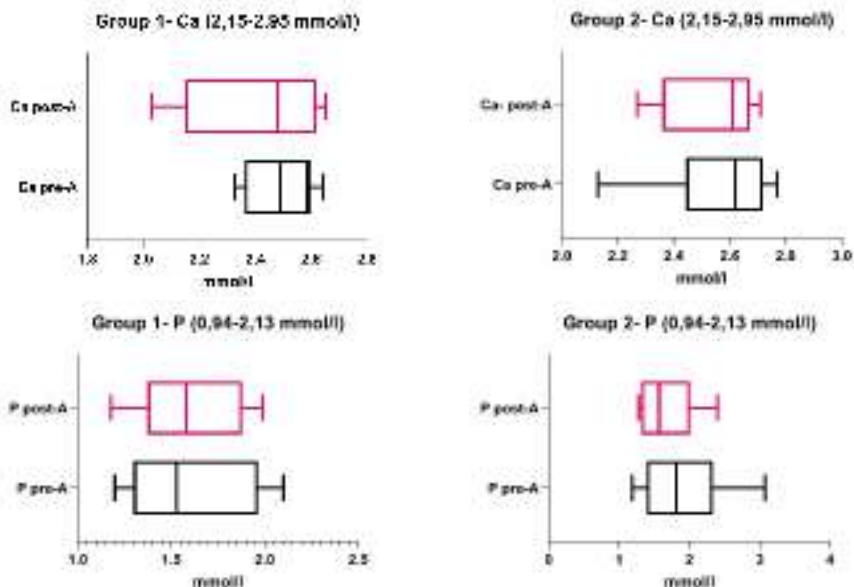 Group 1- Ca (2,15-2,95 mmol/l)
Ca post-A
Ca pre-A
1.8 2.0 2.2 2.4 2.6 2.8
mmol/l
Group 2- Ca (2,15-2,95 mmol/l)
Ca- post-A
Ca pre-A
2.0 2.2 2.4 2.6 2.8 3.0
mmol/l
Group 1- P (0,94-2,13 mmol/l)
P post-A
P pre-A
1.0 1.5 2.0 2.5
mmol/l
Group 2- P (0,94-2,13 mmol/l)
P post-A
P pre-A
0 1 2 3 4
mmol/l